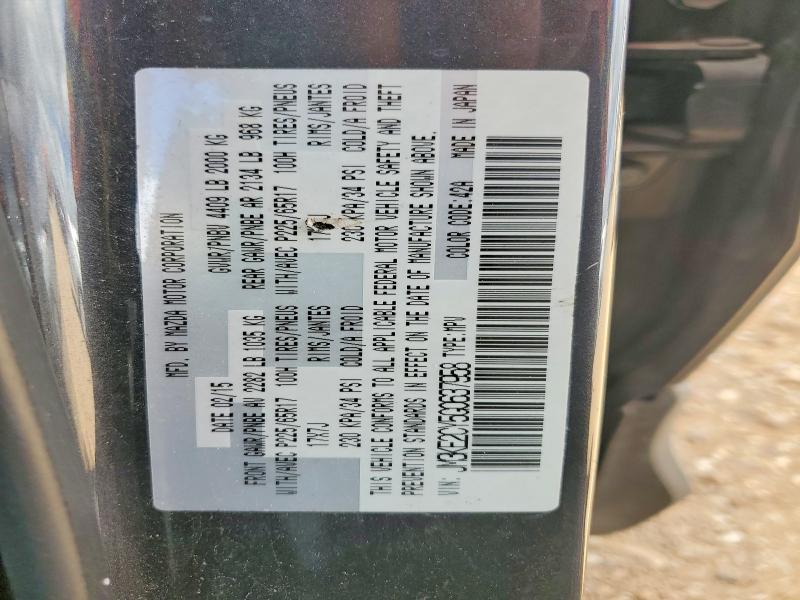 MFD. BY MAZDA MOTOR CORPORATION
DATE 02/15 GVWR/PNBV 4409 LB 2000 KG
FRONT GAWR/PNBE AV 2282 LB 1035 KG REAR GAWR/PNBE AR 2134 LB 968 KG
WITH/AVEC P225/65R17 100H TIRES/PNEUS WITH/AVEC P225/65R17 100H TIRES/PNEUS
17X7J RIMS/JANTES RIMS/JANTES
230 KPA/34 PSI COLD/A FROID 230 KPA/34 PSI COLD/A FROID
THIS VEHICLE CONFORMS TO ALL APPLICABLE FEDERAL MOTOR VEHICLE SAFETY AND THEFT
PREVENTION STANDARDS IN EFFECT ON THE DATE OF MANUFACTURE SHOWN ABOVE.
VIN: JM3KE2CY5G0637958 TYPE:MPV COLOR CODE:42A MADE IN JAPAN